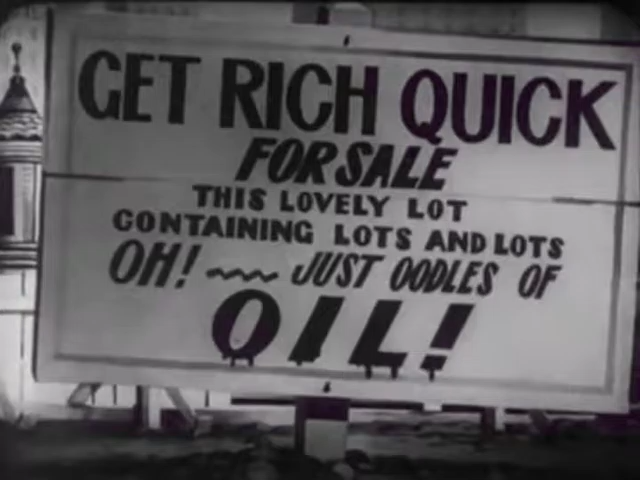 GET RICH QUICK
FOR SALE
THIS LOVELY LOT
CONTAINING LOTS AND LOTS
OH! ~~~ JUST OODLES OF
OIL!